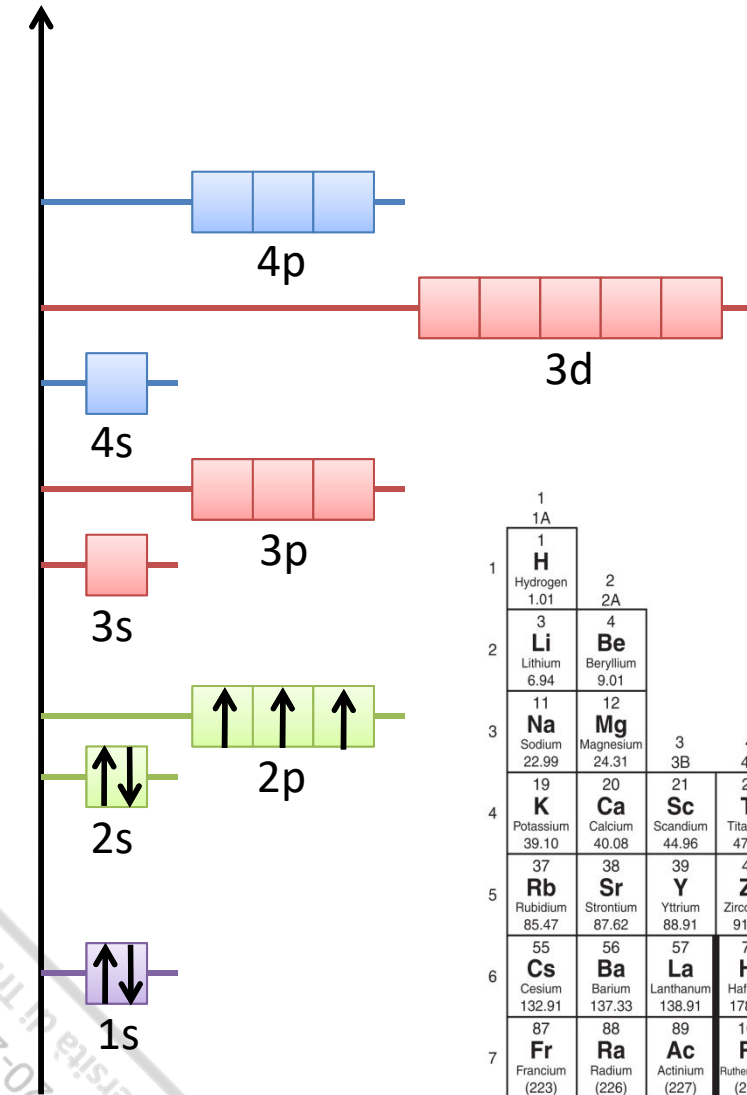 4p
3d
4s
3p
3s
2p
2s
1s
1
1A
1
H
Hydrogen
1.01
2
2A
1
3
Li
Lithium
6.94
4
Be
Beryllium
9.01
2
11
Na
Sodium
22.99
12
Mg
Magnesium
24.31
3
3B
3
19
K
Potassium
39.10
20
Ca
Calcium
40.08
21
Sc
Scandium
44.96
4
37
Rb
Rubidium
85.47
38
Sr
Strontium
87.62
39
Y
Yttrium
88.91
5
55
Cs
Cesium
132.91
56
Ba
Barium
137.33
57
La
Lanthanum
138.91
6
87
Fr
Francium
(223)
88
Ra
Radium
(226)
89
Ac
Actinium
(227)
7